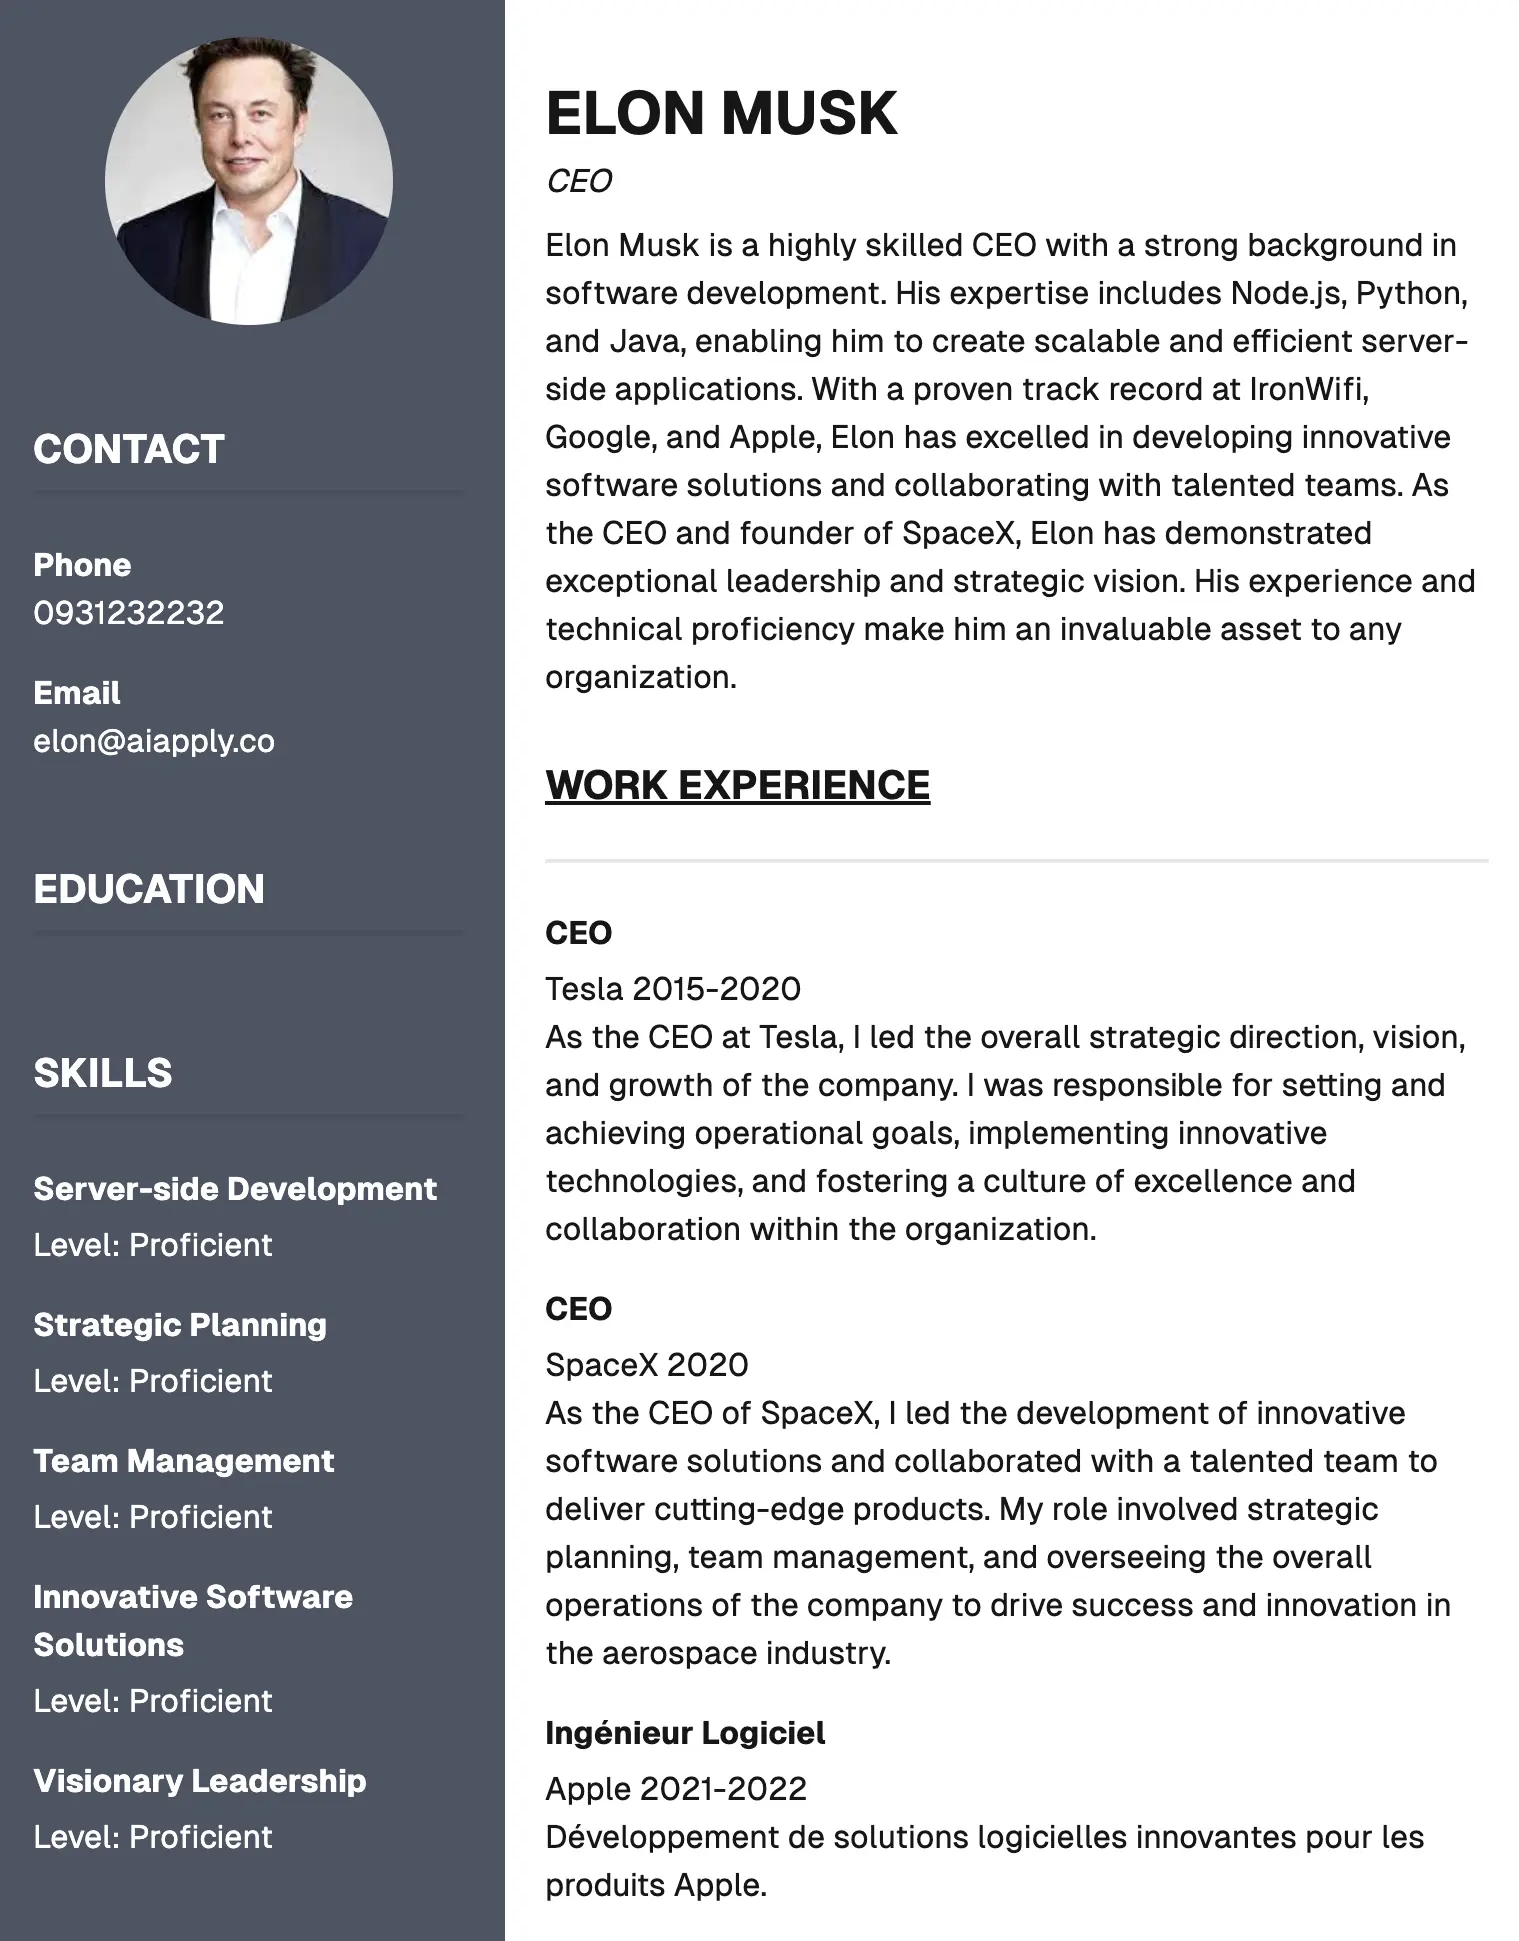 CONTACT
Phone
0931232232
Email
elon@aiapply.co
EDUCATION
SKILLS
Server-side Development
Level: Proficient
Strategic Planning
Level: Proficient
Team Management
Level: Proficient
Innovative Software
Solutions
Level: Proficient
Visionary Leadership
Level: Proficient
ELON MUSK
CEO
Elon Musk is a highly skilled CEO with a strong background in
software development. His expertise includes Node.js, Python,
and Java, enabling him to create scalable and efficient server-
side applications. With a proven track record at IronWifi,
Google, and Apple, Elon has excelled in developing innovative
software solutions and collaborating with talented teams. As
the CEO and founder of SpaceX, Elon has demonstrated
exceptional leadership and strategic vision. His experience and
technical proficiency make him an invaluable asset to any
organization.
WORK EXPERIENCE
CEO
Tesla 2015-2020
As the CEO at Tesla, I led the overall strategic direction, vision,
and growth of the company. I was responsible for setting and
achieving operational goals, implementing innovative
technologies, and fostering a culture of excellence and
collaboration within the organization.
CEO
SpaceX 2020
As the CEO of SpaceX, I led the development of innovative
software solutions and collaborated with a talented team to
deliver cutting-edge products. My role involved strategic
planning, team management, and overseeing the overall
operations of the company to drive success and innovation in
the aerospace industry.
Ingénieur Logiciel
Apple 2021-2022
Développement de solutions logicielles innovantes pour les
produits Apple.